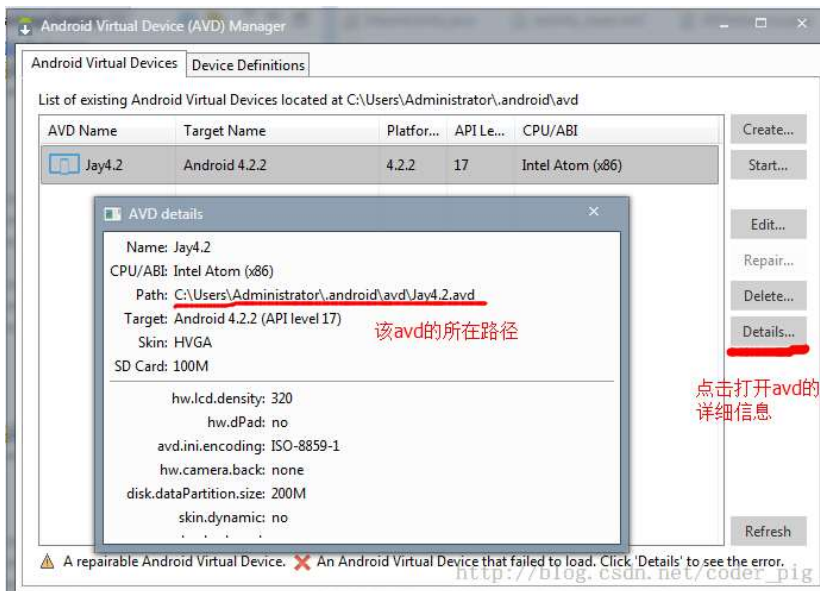 Android Virtual Device (AVD) Manager
Android Virtual Devices Device Definitions
List of existing Android Virtual Devices located at C:\Users\Administrator\.android\avd
AVD Name Target Name Platfor... API Le... CPU/ABI
Jay4.2 Android 4.2.2 4.2.2 17 Intel Atom (x86)
Create...
Start...
Edit...
Repair...
Delete...
Details...
点击打开avd的
详细信息
Refresh
AVD details
Name: Jay4.2
CPU/ABI: Intel Atom (x86)
Path: C:\Users\Administrator\.android\avd\Jay4.2.avd
Target: Android 4.2.2 (API level 17)
该avd的所在路径
Skin: HVGA
SD Card: 100M
hw.lcd.density: 320
hw.dPad: no
avd.ini.encoding: ISO-8859-1
hw.camera.back: none
disk.dataPartition.size: 200M
skin.dynamic: no
A repairable Android Virtual Device. An Android Virtual Device that failed to load. Click 'Details' to see the error.
http://blog.csdn.net/coder_pig